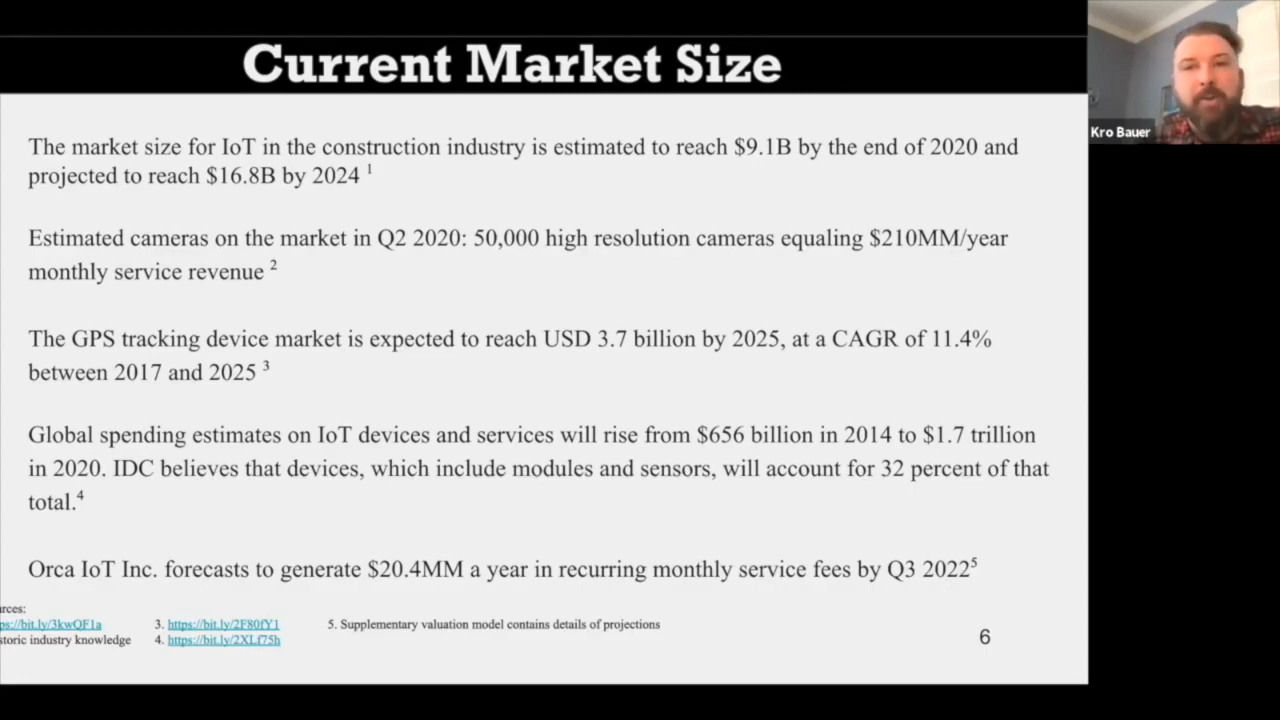 Current Market Size
Kro Bauer
The market size for IoT in the construction industry is estimated to reach $9.1B by the end of 2020 and
projected to reach $16.8B by 2024 1
Estimated cameras on the market in Q2 2020: 50,000 high resolution cameras equaling $210MM/year
monthly service revenue 2
The GPS tracking device market is expected to reach USD 3.7 billion by 2025, at a CAGR of 11.4%
between 2017 and 2025 3
Global spending estimates on IoT devices and services will rise from $656 billion in 2014 to $1.7 trillion
in 2020. IDC believes that devices, which include modules and sensors, will account for 32 percent of that
total.4
Orca IoT Inc. forecasts to generate $20.4MM a year in recurring monthly service fees by Q3 20225
rces:
ps://bit.ly/3kwQF1a 3. https://bit.ly/2F80fY1 5. Supplementary valuation model contains details of projections
storic industry knowledge 4. https://bit.ly/2XLf75h
6